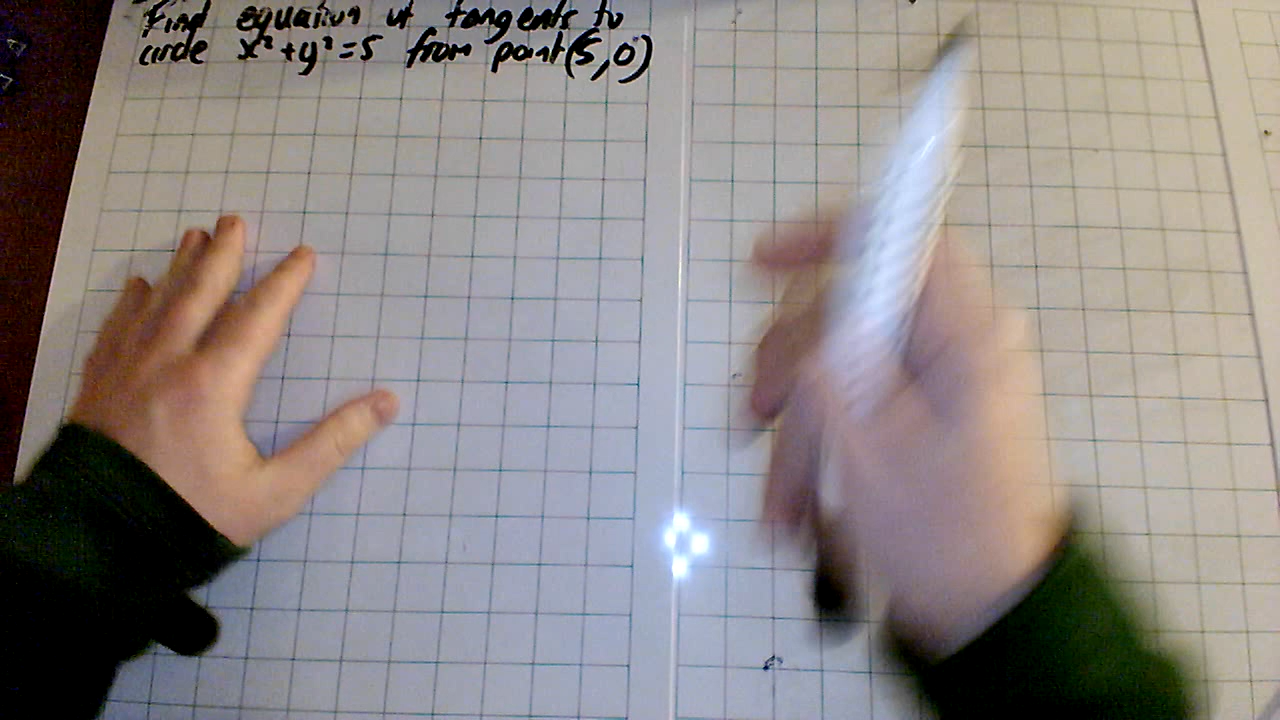 Find equation of tangents to
circle x²+y²=5 from point (5,0)